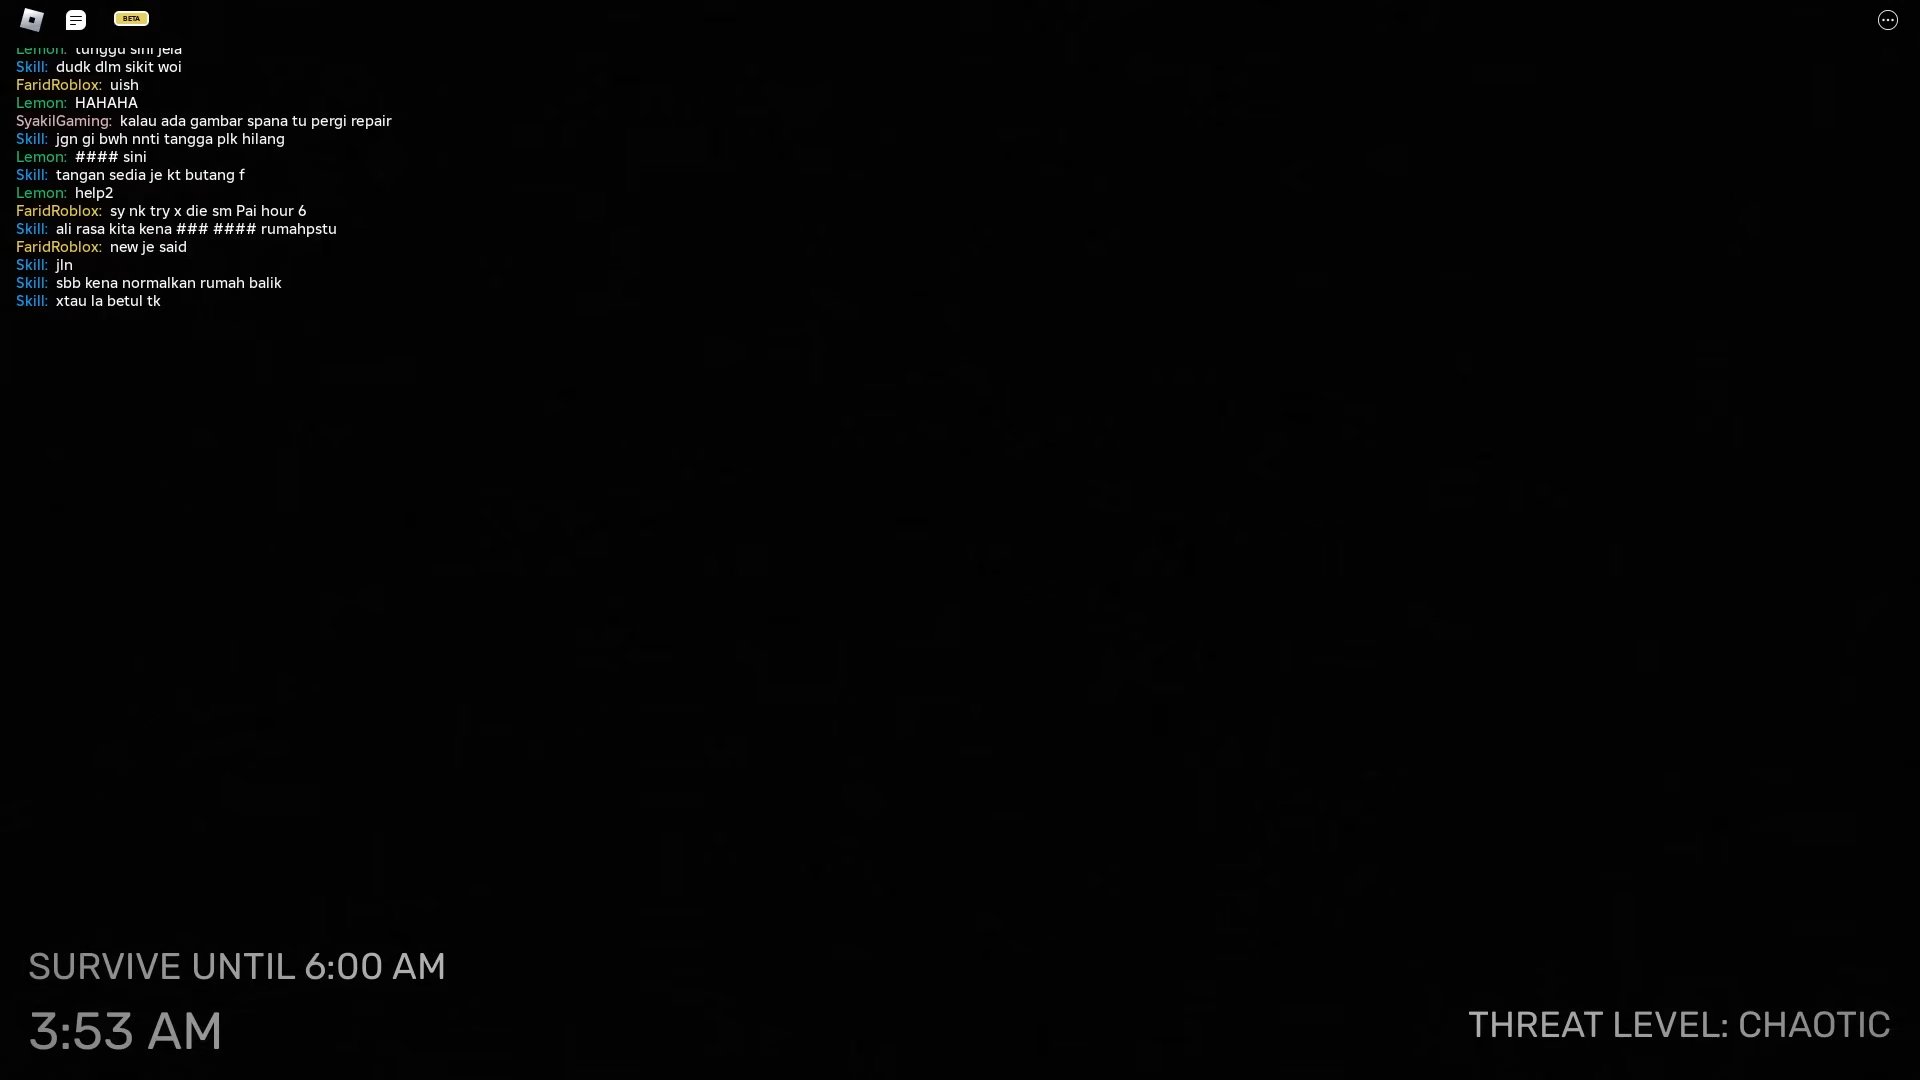 BETA
Lemon: tunggu sini jela
Skill: dudk dlm sikit woi
FaridRoblox: uish
Lemon: HAHAHA
SyakilGaming: kalau ada gambar spana tu pergi repair
Skill: jgn gi bwh nnti tangga plk hilang
Lemon: #### sini
Skill: tangan sedia je kt butang f
Lemon: help2
FaridRoblox: sy nk try x die sm Pai hour 6
Skill: ali rasa kita kena ### #### rumahpstu
FaridRoblox: new je said
Skill: jln
Skill: sbb kena normalkan rumah balik
Skill: xtau la betul tk
SURVIVE UNTIL 6:00 AM
3:53 AM
THREAT LEVEL: CHAOTIC